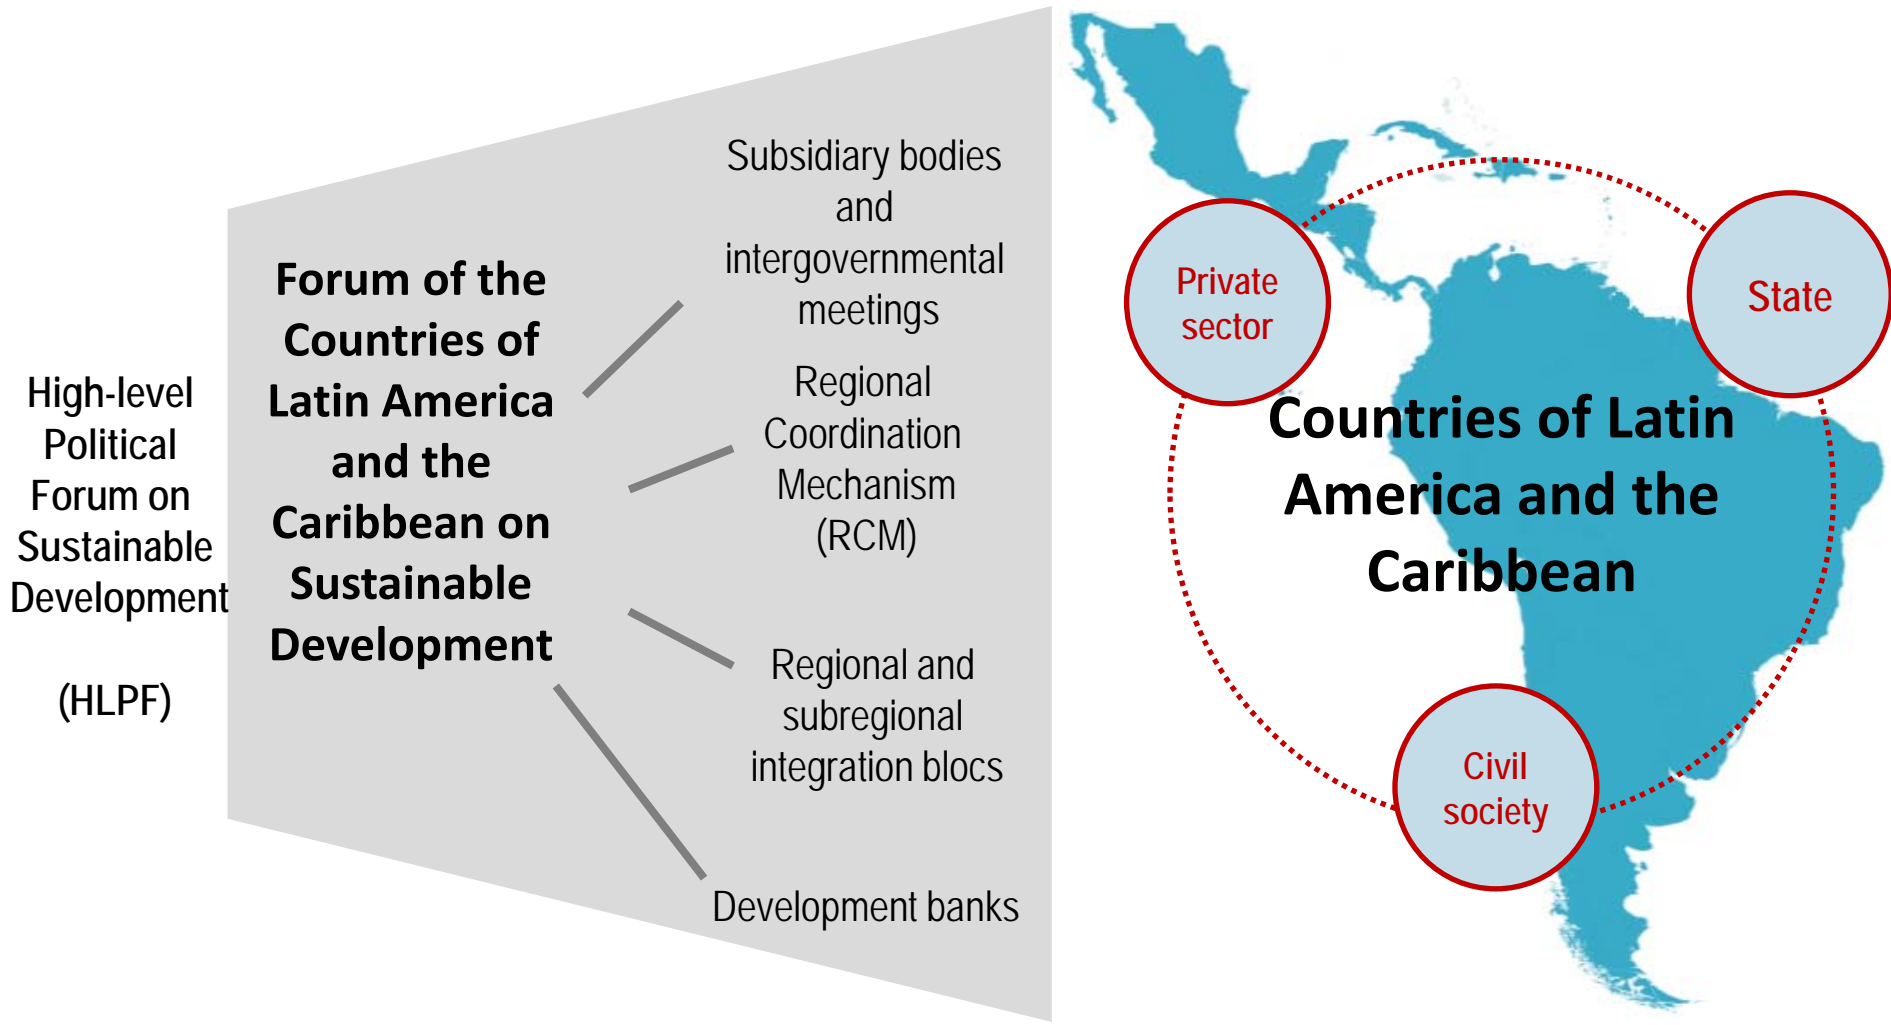 High-level
Political
Forum on
Sustainable
Development
(HLPF)
Forum of the
Countries of
Latin America
and the
Caribbean on
Sustainable
Development
Subsidiary bodies
and
intergovernmental
meetings
Regional
Coordination
Mechanism
(RCM)
Regional and
subregional
integration blocs
Development banks
Private
sector
State
Countries of Latin
America and the
Caribbean
Civil
society